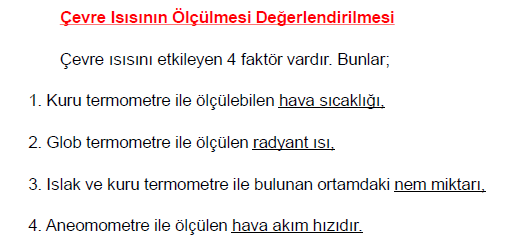 Çevre Isısının Ölçülmesi Değerlendirilmesi
Çevre ısısını etkileyen 4 faktör vardır. Bunlar;
1. Kuru termometre ile ölçülebilen hava sıcaklığı,
2. Glob termometre ile ölçülen radyant ısı,
3. Islak ve kuru termometre ile bulunan ortamdaki nem miktarı,
4. Aneomometre ile ölçülen hava akım hızıdır.